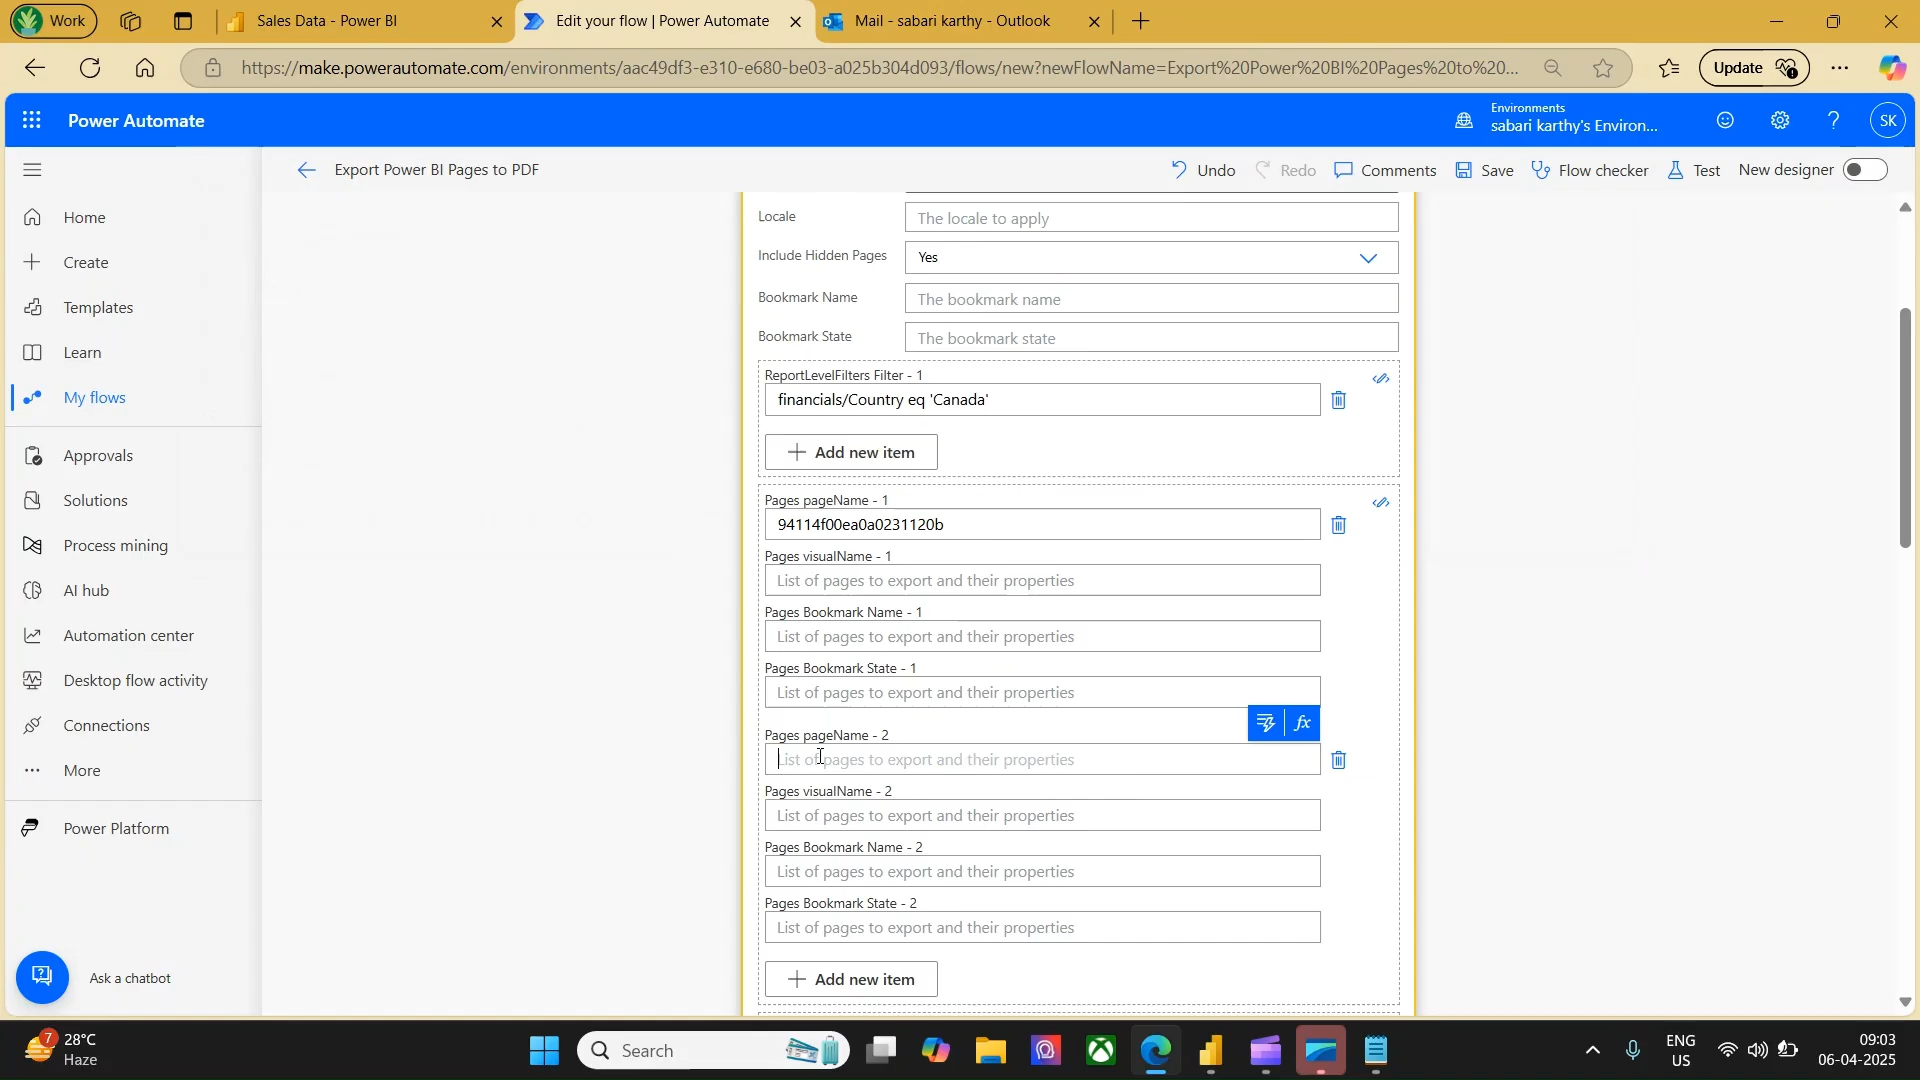 Work
Sales Data - Power BI
Edit your flow | Power Automate
Mail - sabari karthy - Outlook
https://make.powerautomate.com/environments/aac49df3-e310-e680-be03-a025b304d093/flows/new?newFlowName=Export%20Power%20BI%20Pages%20to%20...
Update
Power Automate
Environments
sabari karthy's Environ...
SK
Export Power BI Pages to PDF
Undo
Redo
Comments
Save
Flow checker
Test
New designer
Home
Create
Templates
Learn
My flows
Approvals
Solutions
Process mining
AI hub
Automation center
Desktop flow activity
Connections
More
Power Platform
Ask a chatbot
Locale
The locale to apply
Include Hidden Pages
Yes
Bookmark Name
The bookmark name
Bookmark State
The bookmark state
ReportLevelFilters Filter - 1
financials/Country eq 'Canada'
Add new item
Pages pageName - 1
94114f00ea0a0231120b
Pages visualName - 1
List of pages to export and their properties
Pages Bookmark Name - 1
List of pages to export and their properties
Pages Bookmark State - 1
List of pages to export and their properties
fx
Pages pageName - 2
List of pages to export and their properties
Pages visualName - 2
List of pages to export and their properties
Pages Bookmark Name - 2
List of pages to export and their properties
Pages Bookmark State - 2
List of pages to export and their properties
Add new item
7
28°C
Haze
Search
ENG
US
09:03
06-04-2025